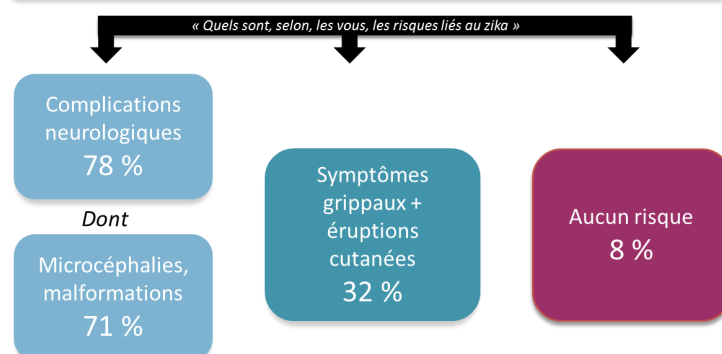 « Quels sont, selon, les vous, les risques liés au zika »
Complications
neurologiques
78 %
Dont
Microcéphalies,
malformations
71 %
Symptômes
grippaux +
éruptions
cutanées
32 %
Aucun risque
8 %